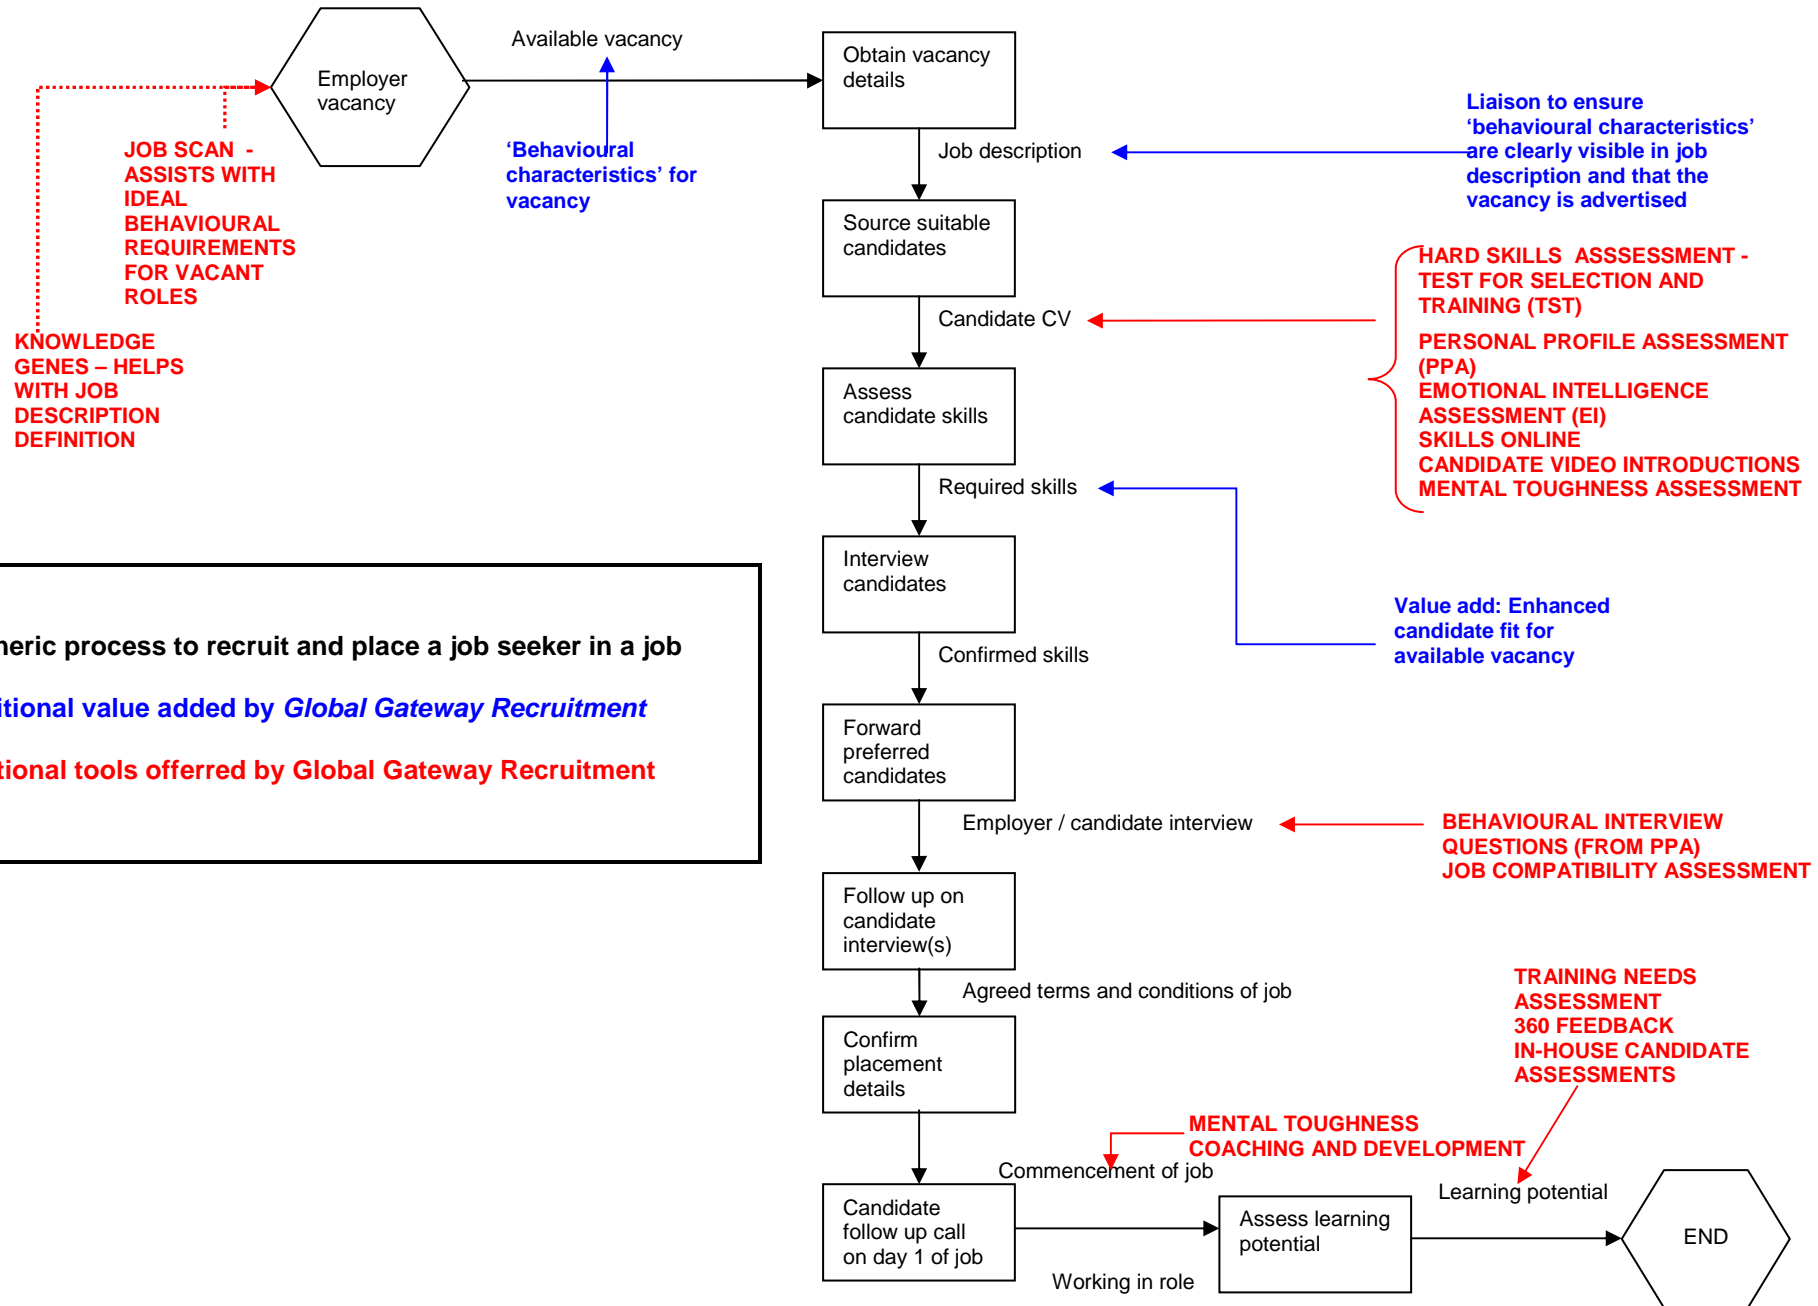 Available vacancy
Employer
vacancy
Obtain vacancy
details
Liaison to ensure
‘behavioural characteristics’
are clearly visible in job
description and that the
vacancy is advertised
JOB SCAN -
ASSISTS WITH
IDEAL
BEHAVIOURAL
REQUIREMENTS
FOR VACANT
ROLES
‘Behavioural
characteristics’ for
vacancy
Job description
KNOWLEDGE
GENES – HELPS
WITH JOB
DESCRIPTION
DEFINITION
Source suitable
candidates
HARD SKILLS ASSSESSMENT -
TEST FOR SELECTION AND
TRAINING (TST)
PERSONAL PROFILE ASSESSMENT
(PPA)
EMOTIONAL INTELLIGENCE
ASSESSMENT (EI)
SKILLS ONLINE
CANDIDATE VIDEO INTRODUCTIONS
MENTAL TOUGHNESS ASSESSMENT
Candidate CV
Assess
candidate skills
Required skills
Interview
candidates
Value add: Enhanced
candidate fit for
available vacancy
neric process to recruit and place a job seeker in a job
itional value added by Global Gateway Recruitment
tional tools offerred by Global Gateway Recruitment
Confirmed skills
Forward
preferred
candidates
Employer / candidate interview
BEHAVIOURAL INTERVIEW
QUESTIONS (FROM PPA)
JOB COMPATIBILITY ASSESSMENT
Follow up on
candidate
interview(s)
Agreed terms and conditions of job
TRAINING NEEDS
ASSESSMENT
360 FEEDBACK
IN-HOUSE CANDIDATE
ASSESSMENTS
Confirm
placement
details
MENTAL TOUGHNESS
COACHING AND DEVELOPMENT
Commencement of job
Learning potential
Candidate
follow up call
on day 1 of job
Assess learning
potential
END
Working in role